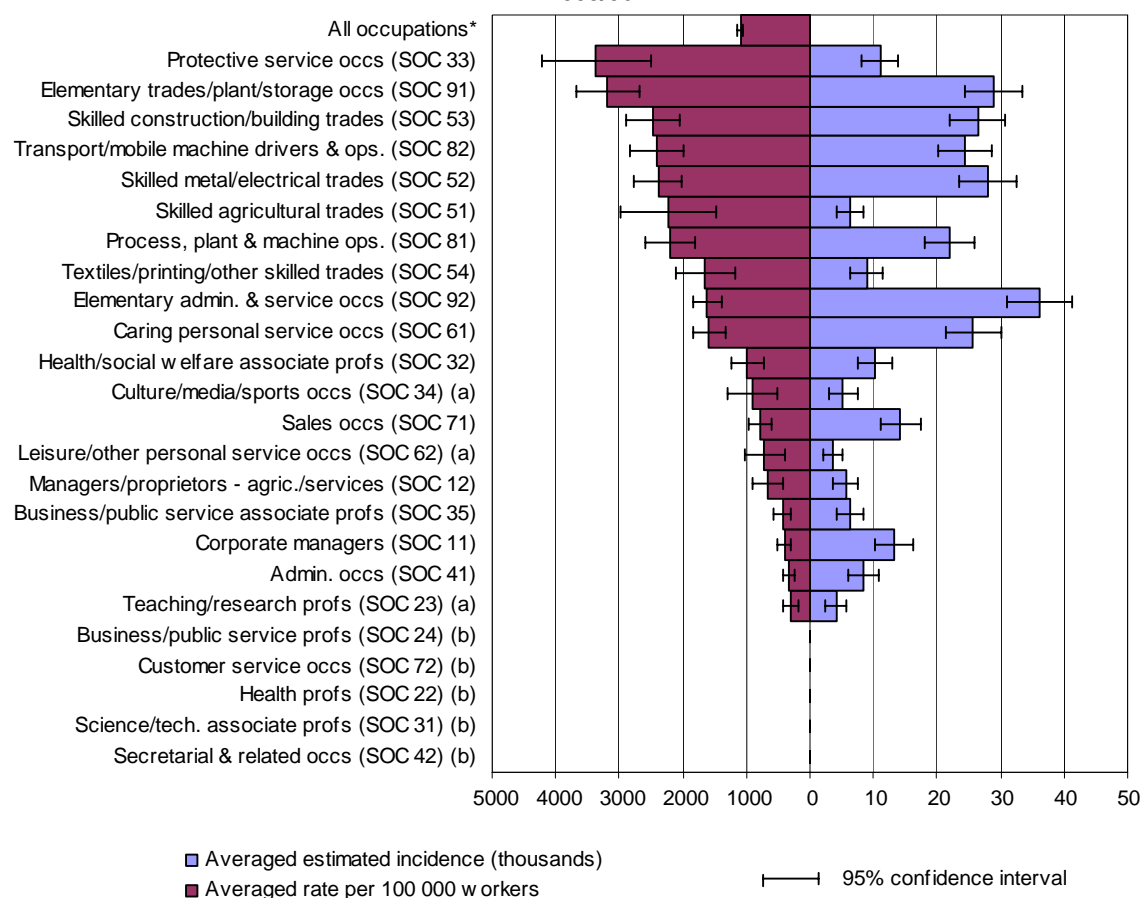 All occupations*
Protective service occs (SOC 33)
Elementary trades/plant/storage occs (SOC 91)
Skilled construction/building trades (SOC 53)
Transport/mobile machine drivers & ops. (SOC 82)
Skilled metal/electrical trades (SOC 52)
Skilled agricultural trades (SOC 51)
Process, plant & machine ops. (SOC 81)
Textiles/printing/other skilled trades (SOC 54)
Elementary admin. & service occs (SOC 92)
Caring personal service occs (SOC 61)
Health/social welfare associate profs (SOC 32)
Culture/media/sports occs (SOC 34) (a)
Sales occs (SOC 71)
Leisure/other personal service occs (SOC 62) (a)
Managers/proprietors - agric./services (SOC 12)
Business/public service associate profs (SOC 35)
Corporate managers (SOC 11)
Admin. occs (SOC 41)
Teaching/research profs (SOC 23) (a)
Business/public service profs (SOC 24) (b)
Customer service occs (SOC 72) (b)
Health profs (SOC 22) (b)
Science/tech. associate profs (SOC 31) (b)
Secretarial & related occs (SOC 42) (b)
5000 4000 3000 2000 1000 0 10 20 30 40 50
Averaged estimated incidence (thousands)
Averaged rate per 100 000 workers
95% confidence interval